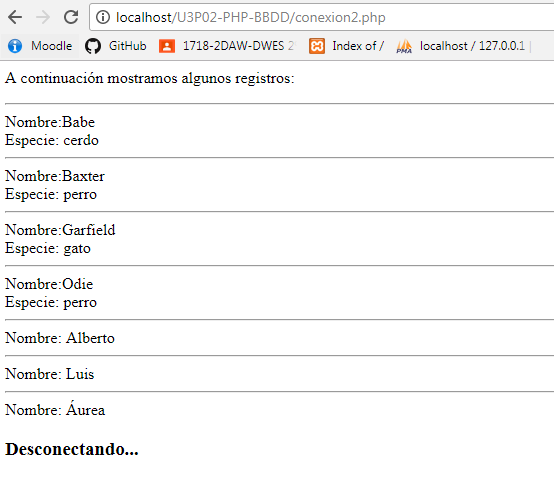 localhost/U3P02-PHP-BBDD/conexion2.php
Moodle GitHub 1718-2DAW-DWES Index of / PMA localhost / 127.0.0.1 |
A continuación mostramos algunos registros:
Nombre:Babe
Especie: cerdo
Nombre:Baxter
Especie: perro
Nombre:Garfield
Especie: gato
Nombre:Odie
Especie: perro
Nombre: Alberto
Nombre: Luis
Nombre: Áurea
Desconectando...